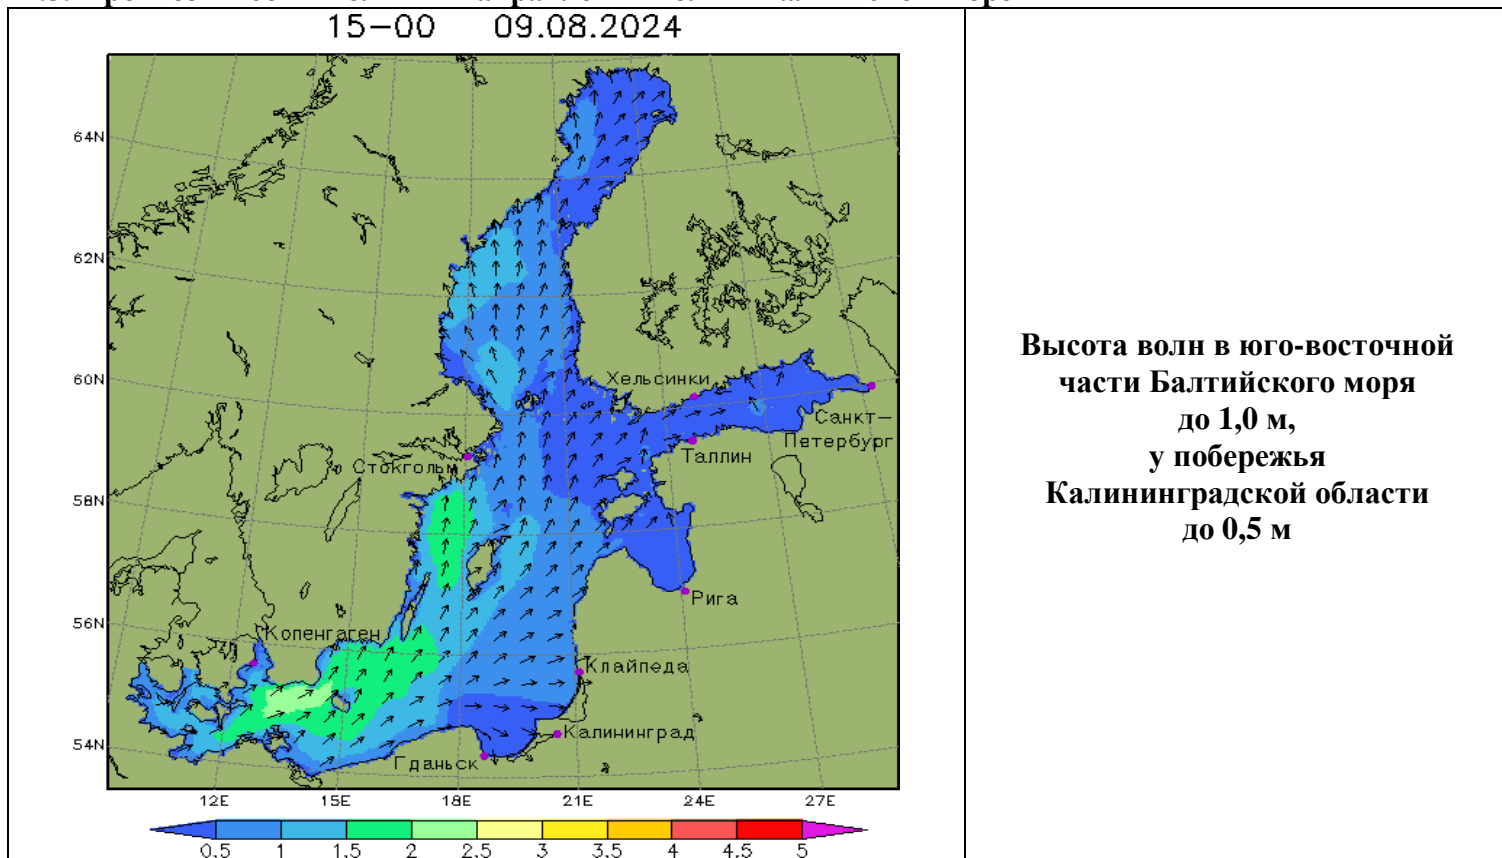 15-00 09.08.2024
64N
62N
60N
58N
56N
54N
Хельсинки
Санкт-
Петербург
Таллин
Стокгольм
Рига
Копенгаген
Клайпеда
Калининград
Гданьск
12E 15E 18E 21E 24E 27E
0.5 1 1.5 2 2.5 3 3.5 4 4.5 5
Высота волн в юго-восточной
части Балтийского моря
до 1,0 м,
у побережья
Калининградской области
до 0,5 м